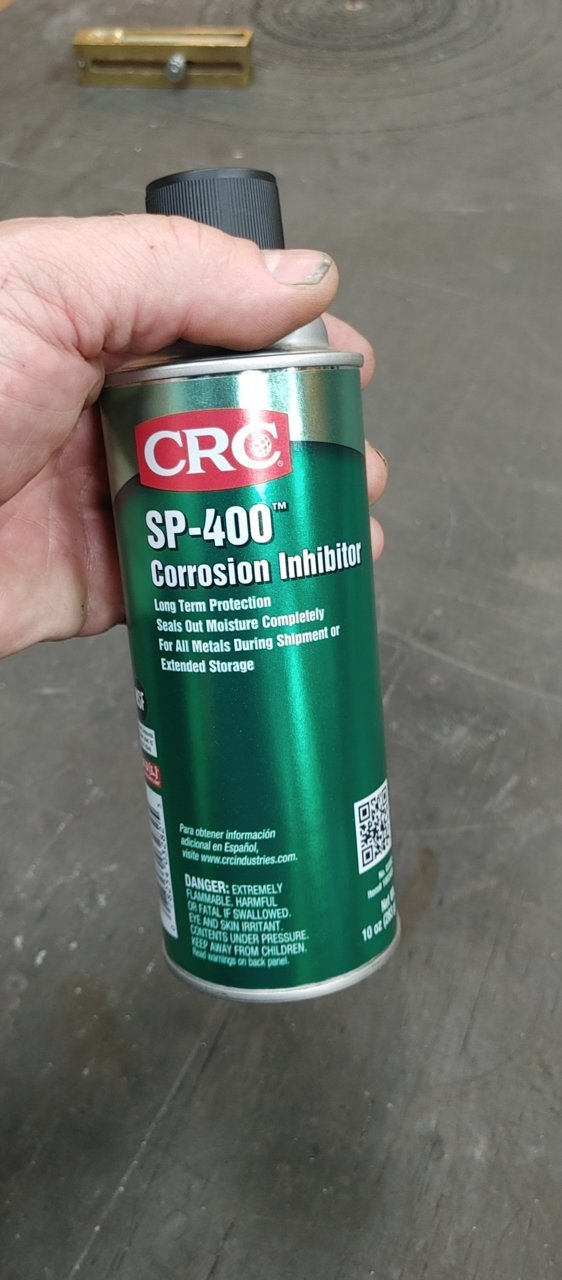 CRC
SP-400™
Corrosion Inhibitor
Long Term Protection
Seals Out Moisture Completely
For All Metals During Shipment or
Extended Storage
Para obtener información
adicional en Español,
visite www.crcindustries.com.
DANGER: EXTREMELY
FLAMMABLE. HARMFUL
OR FATAL IF SWALLOWED.
EYE AND SKIN IRRITANT.
CONTENTS UNDER PRESSURE.
KEEP AWAY FROM CHILDREN.
Read warnings on back panel.
10 oz